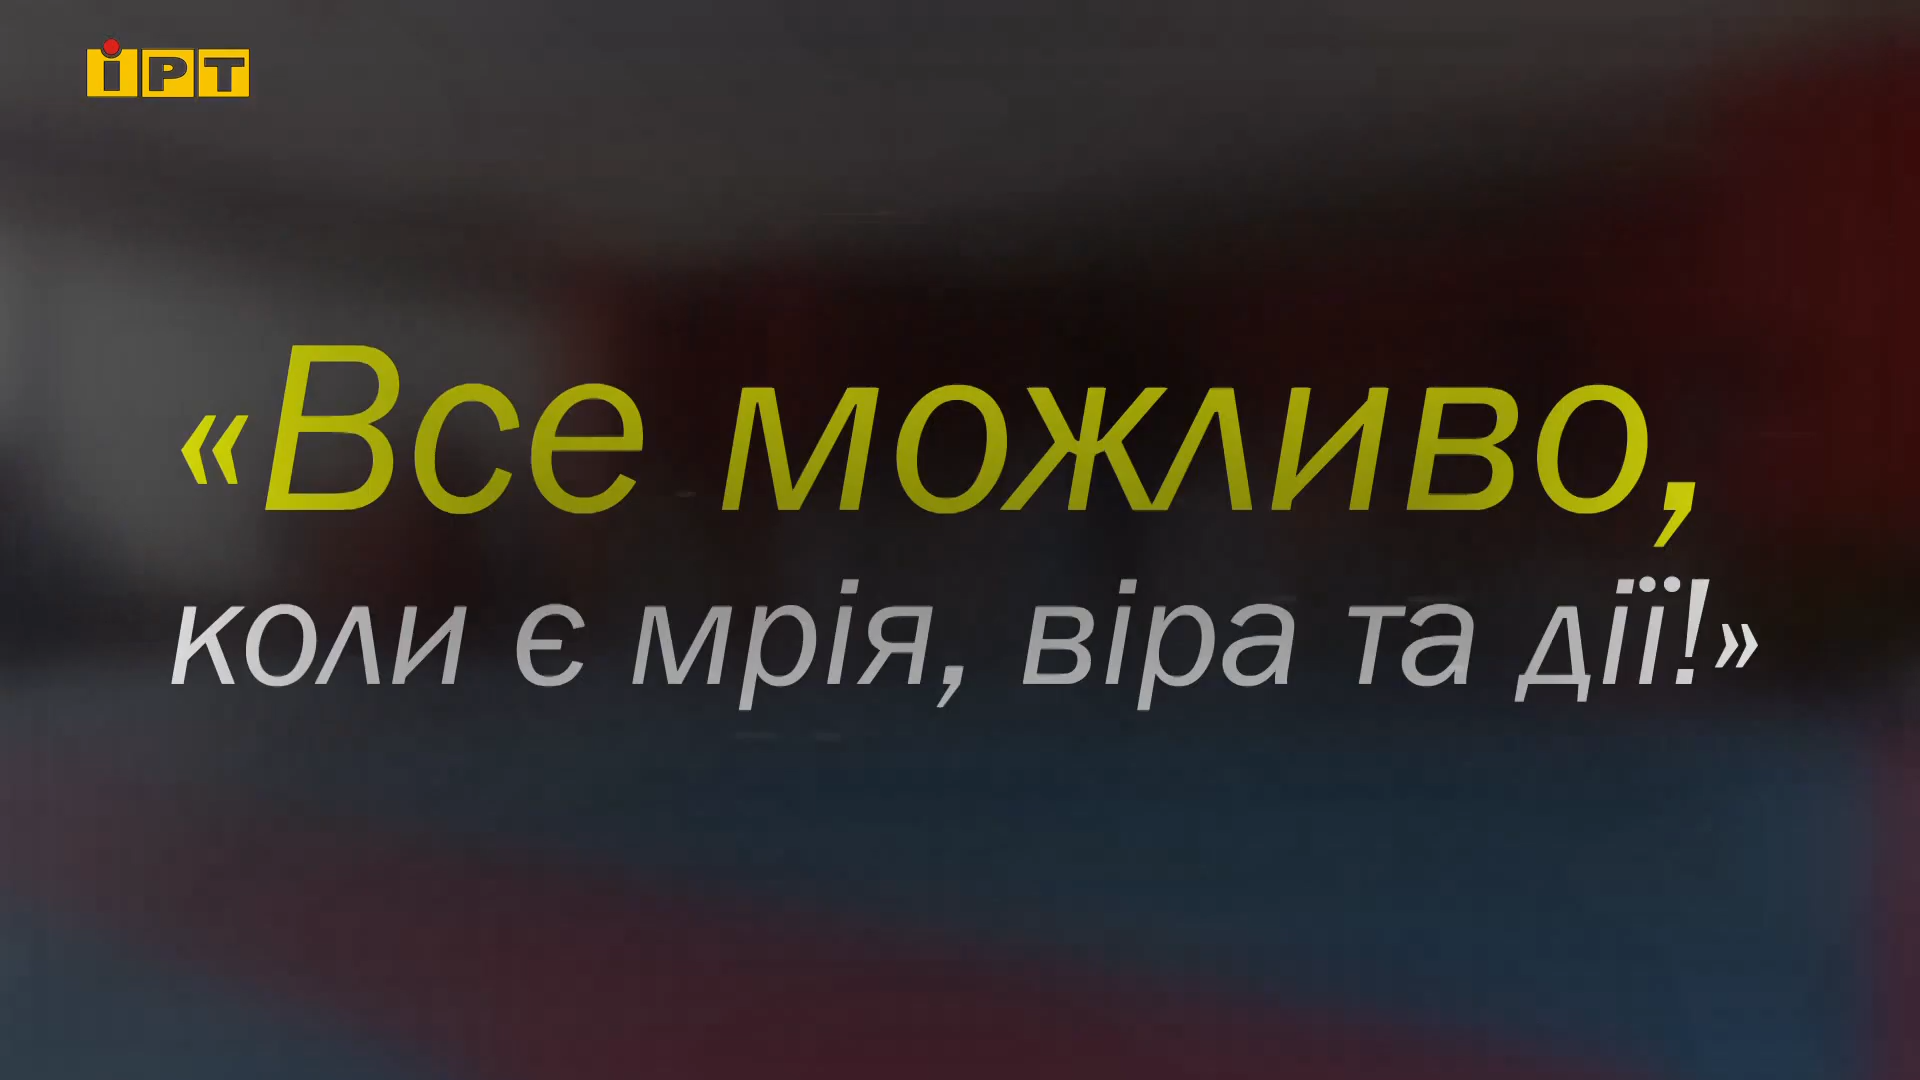 іРТ
«Все можливо,
коли є мрія, віра та дії!»